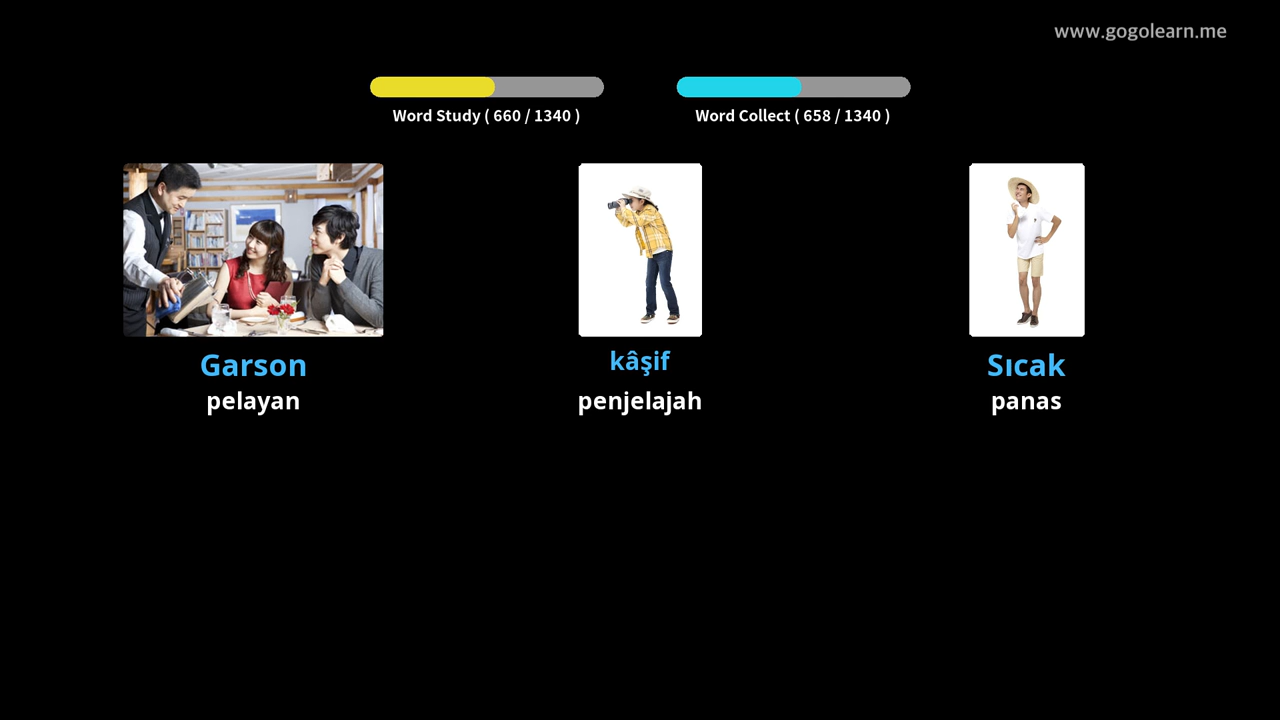 www.gogolearn.me
Word Study ( 660 / 1340 )
Word Collect ( 658 / 1340 )
Garson
pelayan
kâşif
penjelajah
Sıcak
panas